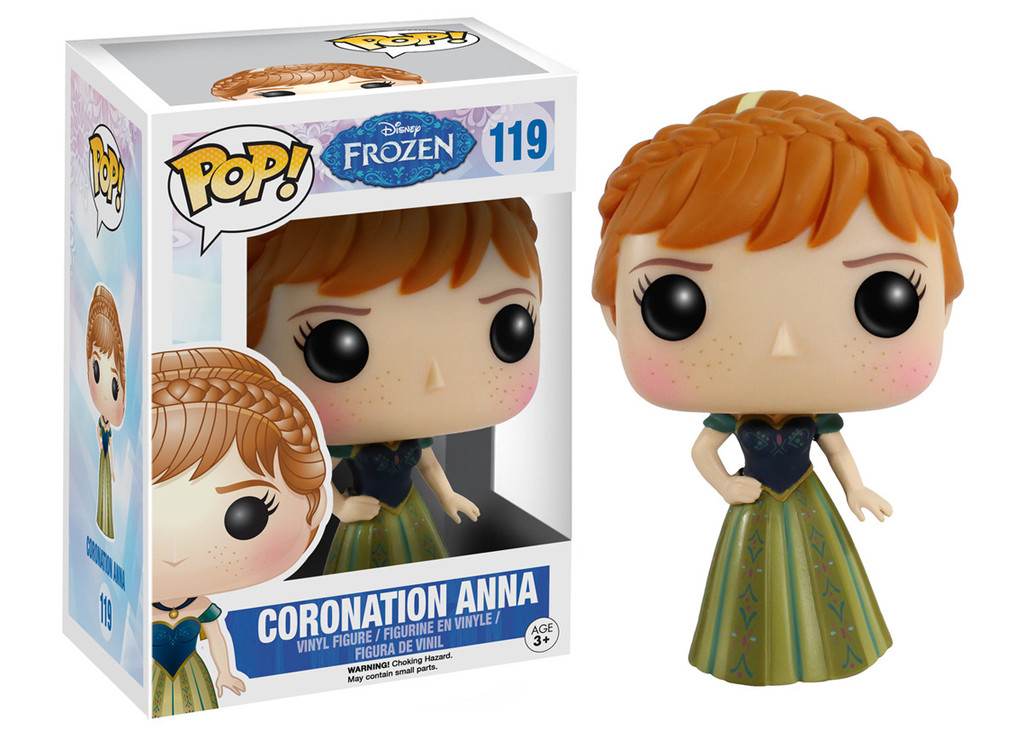 POP!
POP!
Disney
FROZEN
119
POP!
CORONATION ANNA
119
CORONATION ANNA
VINYL FIGURE / FIGURINE EN VINYLE /
FIGURA DE VINIL
WARNING! Choking Hazard.
May contain small parts.
AGE
3+